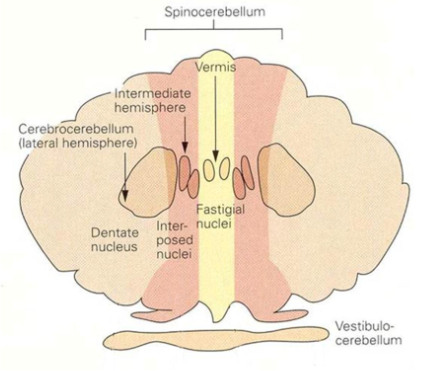 Spinocerebellum
Vermis
Intermediate
hemisphere
Cerebrocerebellum
(lateral hemisphere)
Fastigial
nuclei
Dentate
nucleus
Inter-
posed
nuclei
Vestibulo-
cerebellum